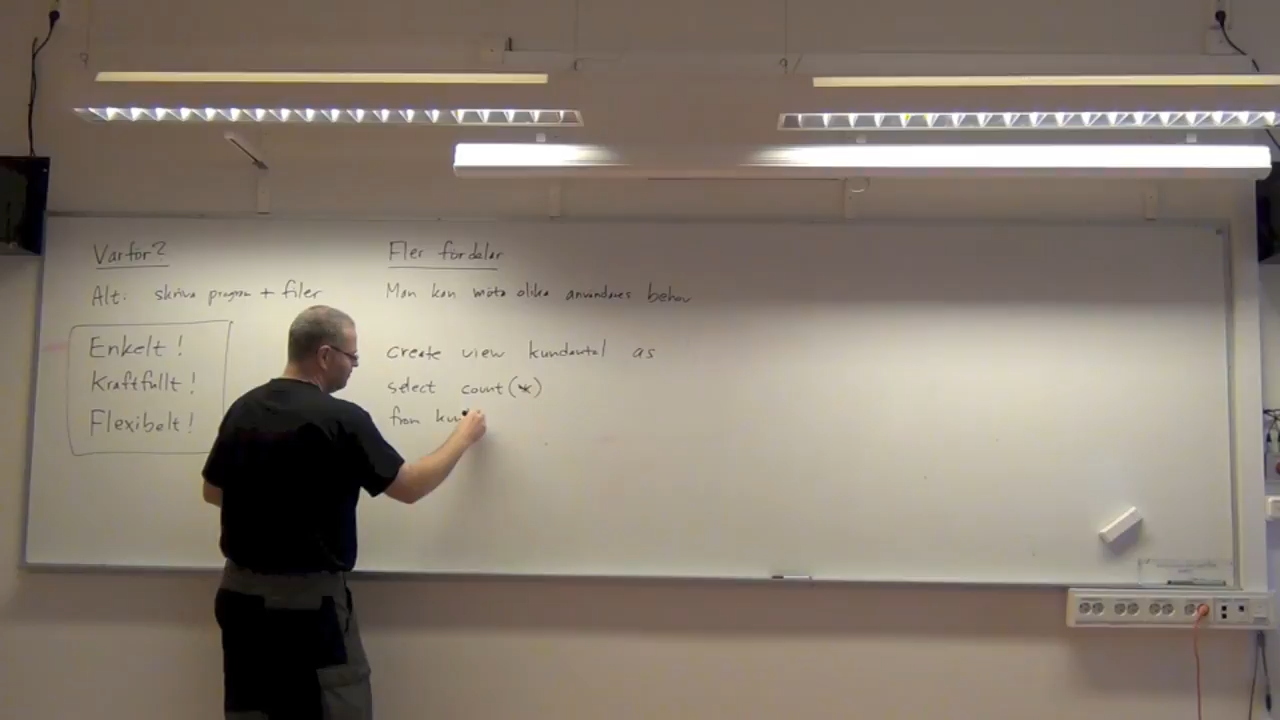 Varför?
Alt: skriva program + filer
Enkelt!
Kraftfullt!
Flexibelt!
Fler fördelar
Man kan möta olika användares behov
create view kundantal as
select count(*)
from kun